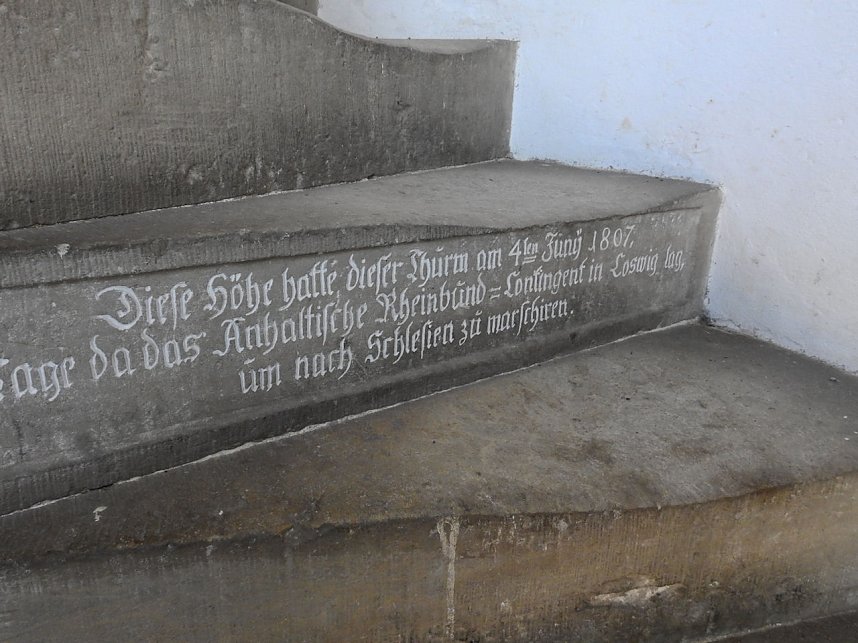 Diese Höhe hatte dieser Thurm am 4ten Junÿ 1807.
Tage da das Anhaltische Rheinbund = Contingent in Coswig lag,
um nach Schlesien zu marschiren.